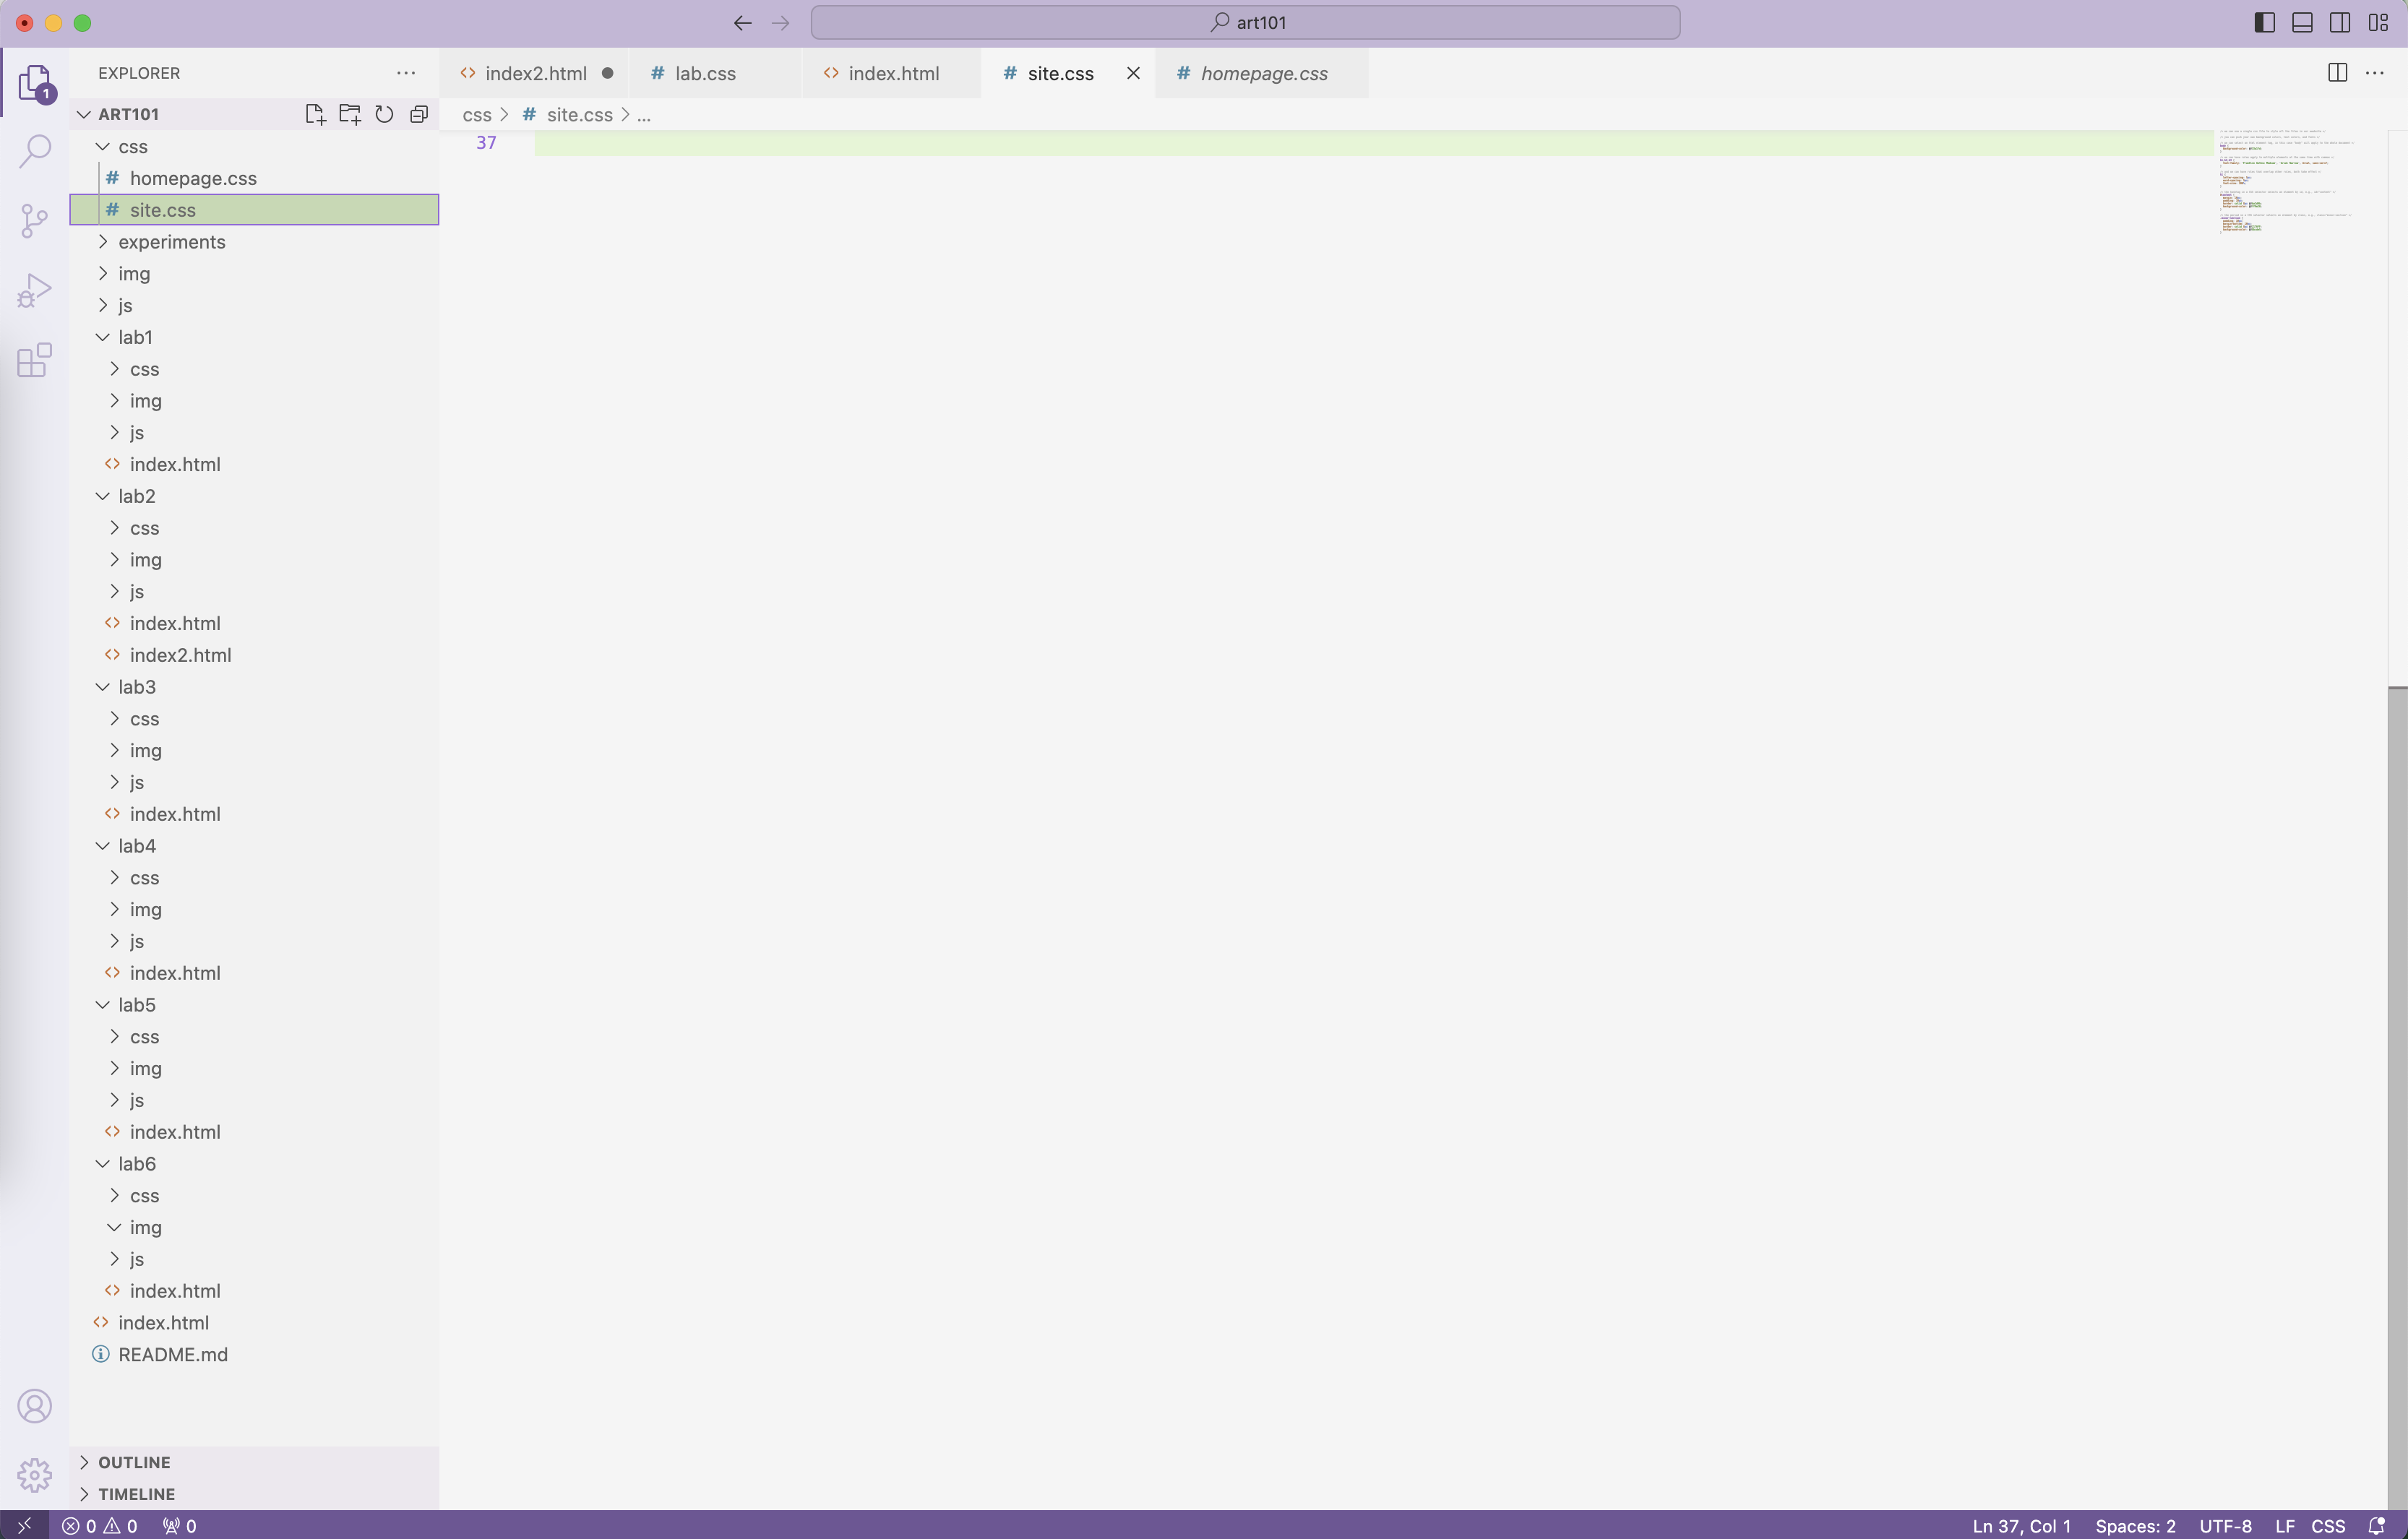 art101
EXPLORER
index2.html
lab.css
index.html
site.css
homepage.css
1
ART101
css > # site.css > ...
css
37
homepage.css
site.css
experiments
img
js
lab1
css
img
js
index.html
lab2
css
img
js
index.html
index2.html
lab3
css
img
js
index.html
lab4
css
img
js
index.html
lab5
css
img
js
index.html
lab6
css
img
js
index.html
index.html
README.md
OUTLINE
TIMELINE
0 0 0 Ln 37, Col 1 Spaces: 2 UTF-8 LF CSS